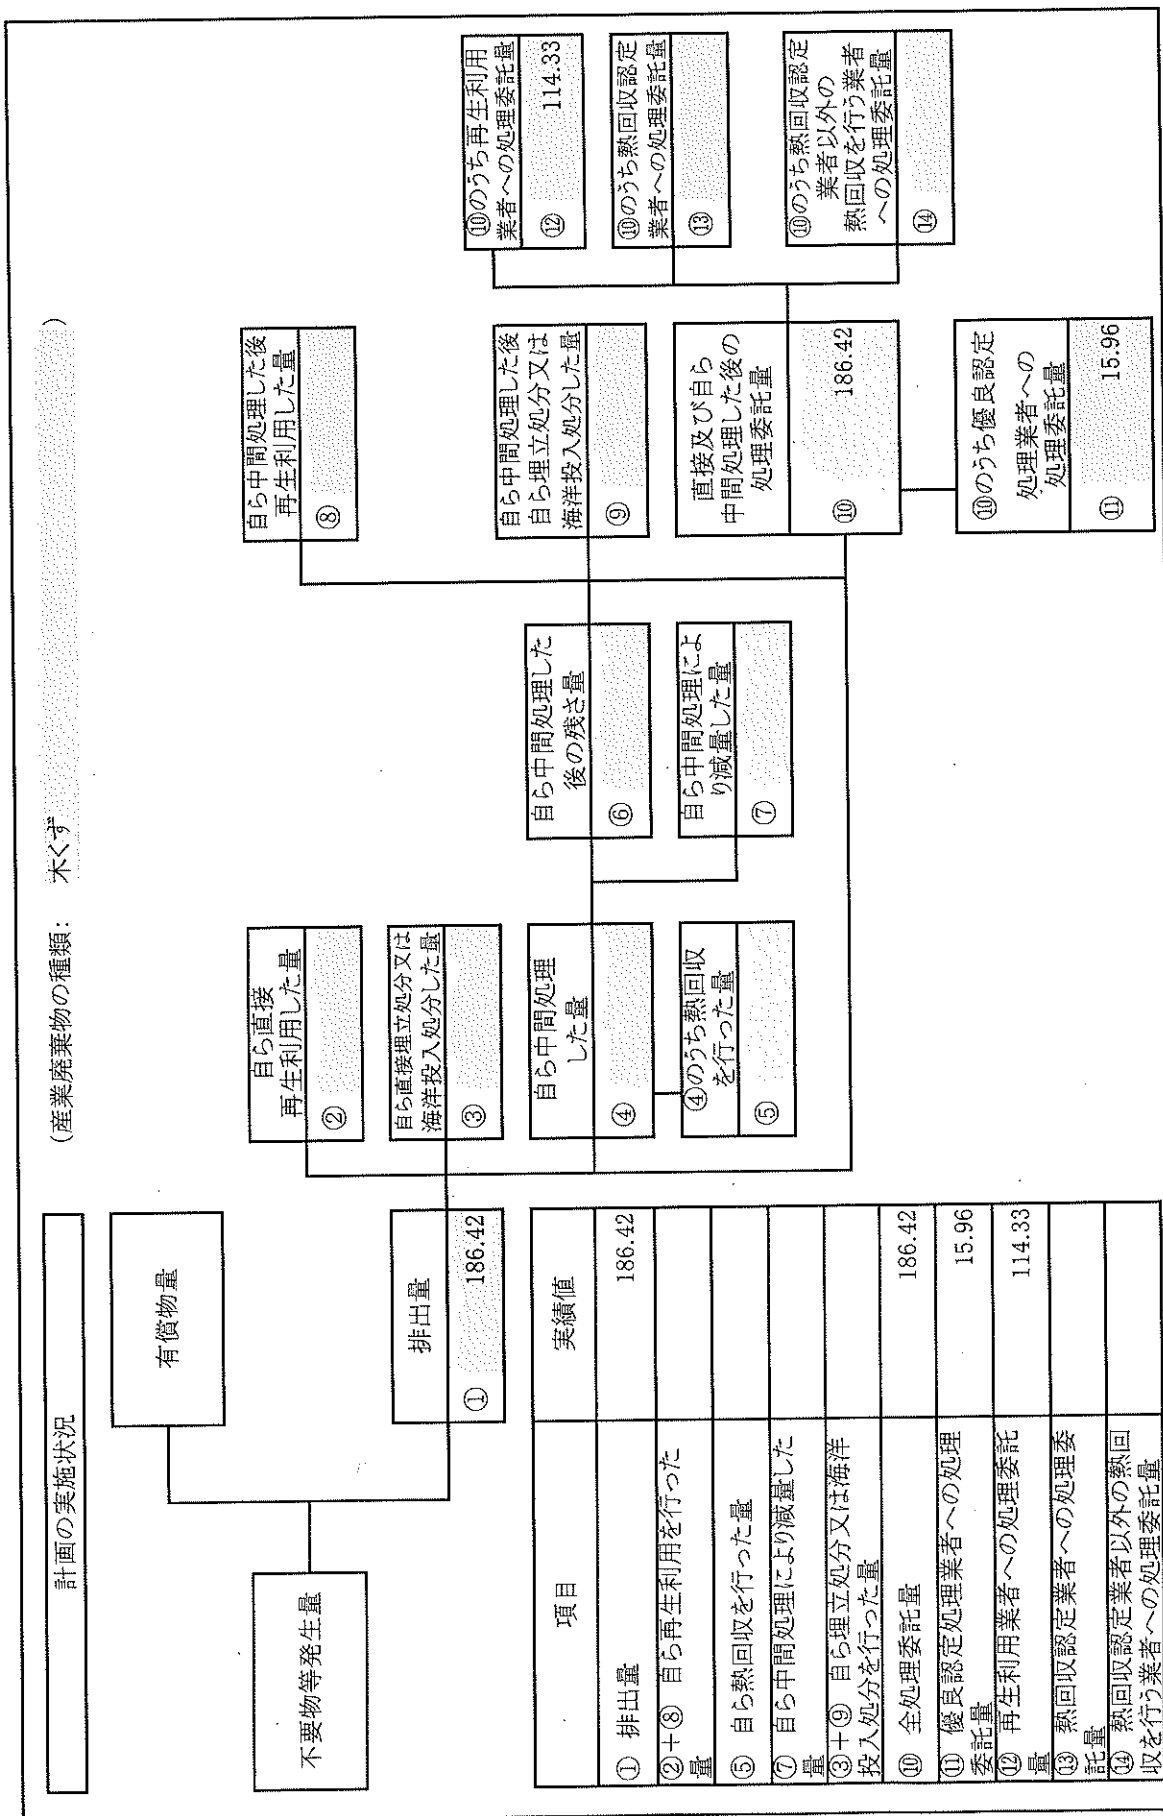 計画の実施状況
(産業廃棄物の種類: 木くず )
不要物等発生量
有償物量
排出量
① 186.42
自ら直接
再生利用した量
②
自ら直接埋立処分又は
海洋投入処分した量
③
自ら中間処理
した量
④
④のうち熱回収
を行った量
⑤
自ら中間処理した
後の残さ量
⑥
自ら中間処理によ
り減量した量
⑦
自ら中間処理した後
再生利用した量
⑧
自ら中間処理した後
自ら埋立処分又は
海洋投入処分した量
⑨
直接及び自ら
中間処理した後の
処理委託量
⑩ 186.42
⑩のうち優良認定
処理業者への
処理委託量
⑪ 15.96
⑩のうち再生利用
業者への処理委託量
⑫ 114.33
⑩のうち熱回収認定
業者への処理委託量
⑬
⑩のうち熱回収認定
業者以外の
熱回収を行う業者
への処理委託量
⑭
項目 実績値
① 排出量 186.42
②+⑧ 自ら再生利用を行った
量
⑤ 自ら熱回収を行った量
⑦ 自ら中間処理により減量した
量
③+⑨ 自ら埋立処分又は海洋
投入処分を行った量
⑩ 全処理委託量 186.42
⑪ 優良認定処理業者への処理
委託量 15.96
⑫ 再生利用業者への処理委託
量 114.33
⑬ 熱回収認定業者への処理委
託量
⑭ 熱回収認定業者以外の熱回
収を行う業者への処理委託量